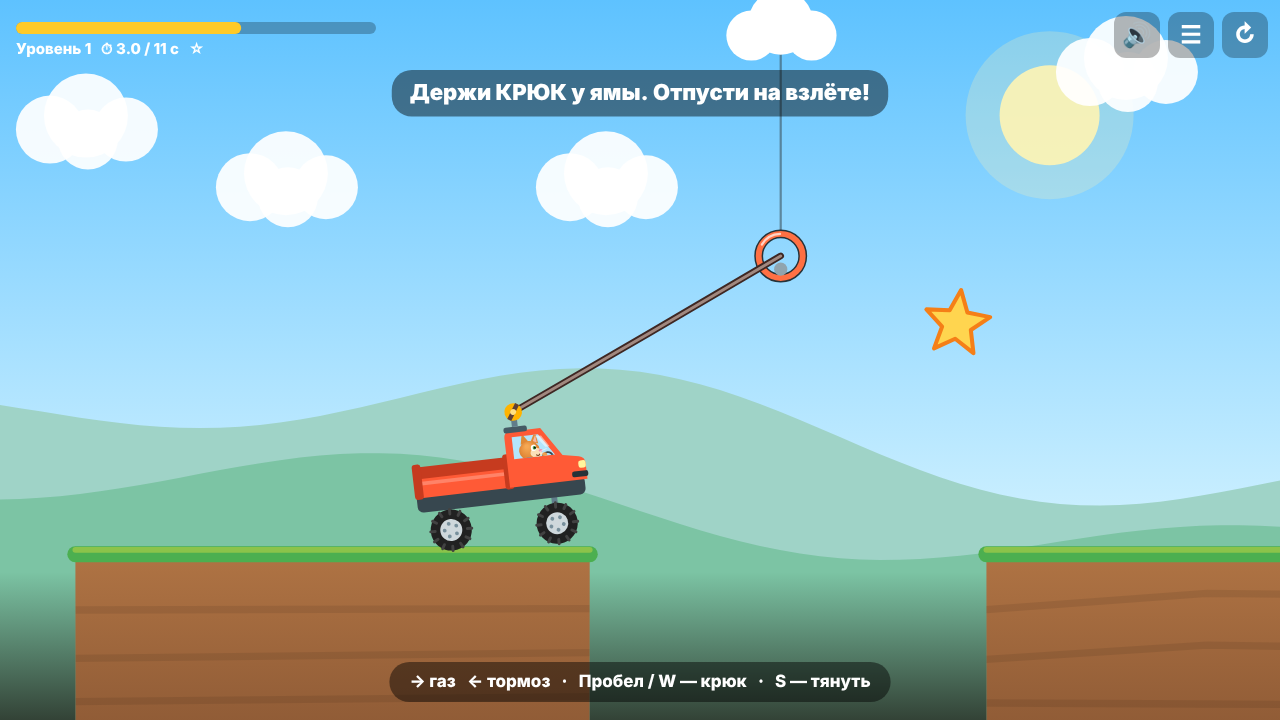 Уровень 1 ⏱ 3.0 / 11 с ☆
Держи КРЮК у ямы. Отпусти на взлёте!
→ газ ← тормоз · Пробел / W — крюк · S — тянуть